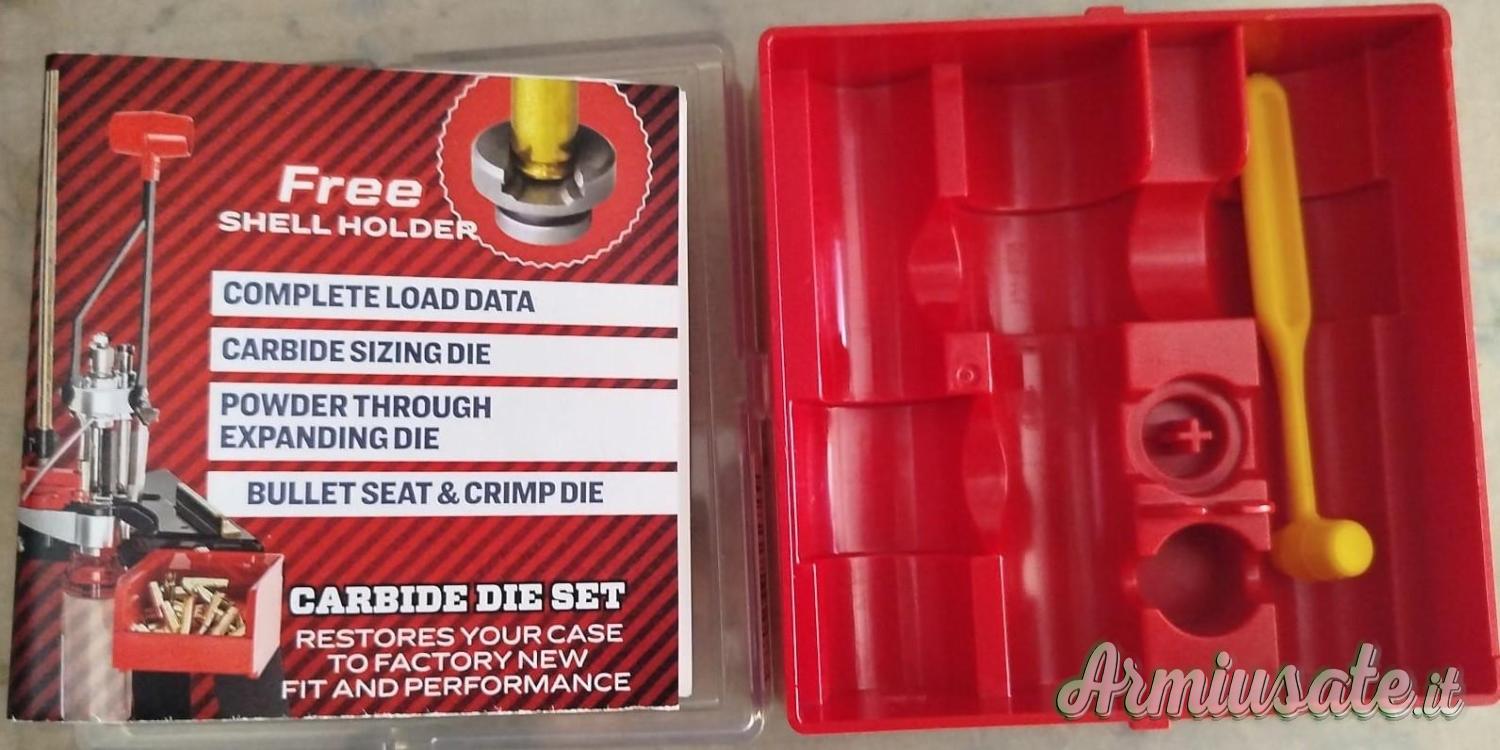 Free
SHELL HOLDER
COMPLETE LOAD DATA
CARBIDE SIZING DIE
POWDER THROUGH
EXPANDING DIE
BULLET SEAT & CRIMP DIE
CARBIDE DIE SET
RESTORES YOUR CASE
TO FACTORY NEW
FIT AND PERFORMANCE
Armiusate.it